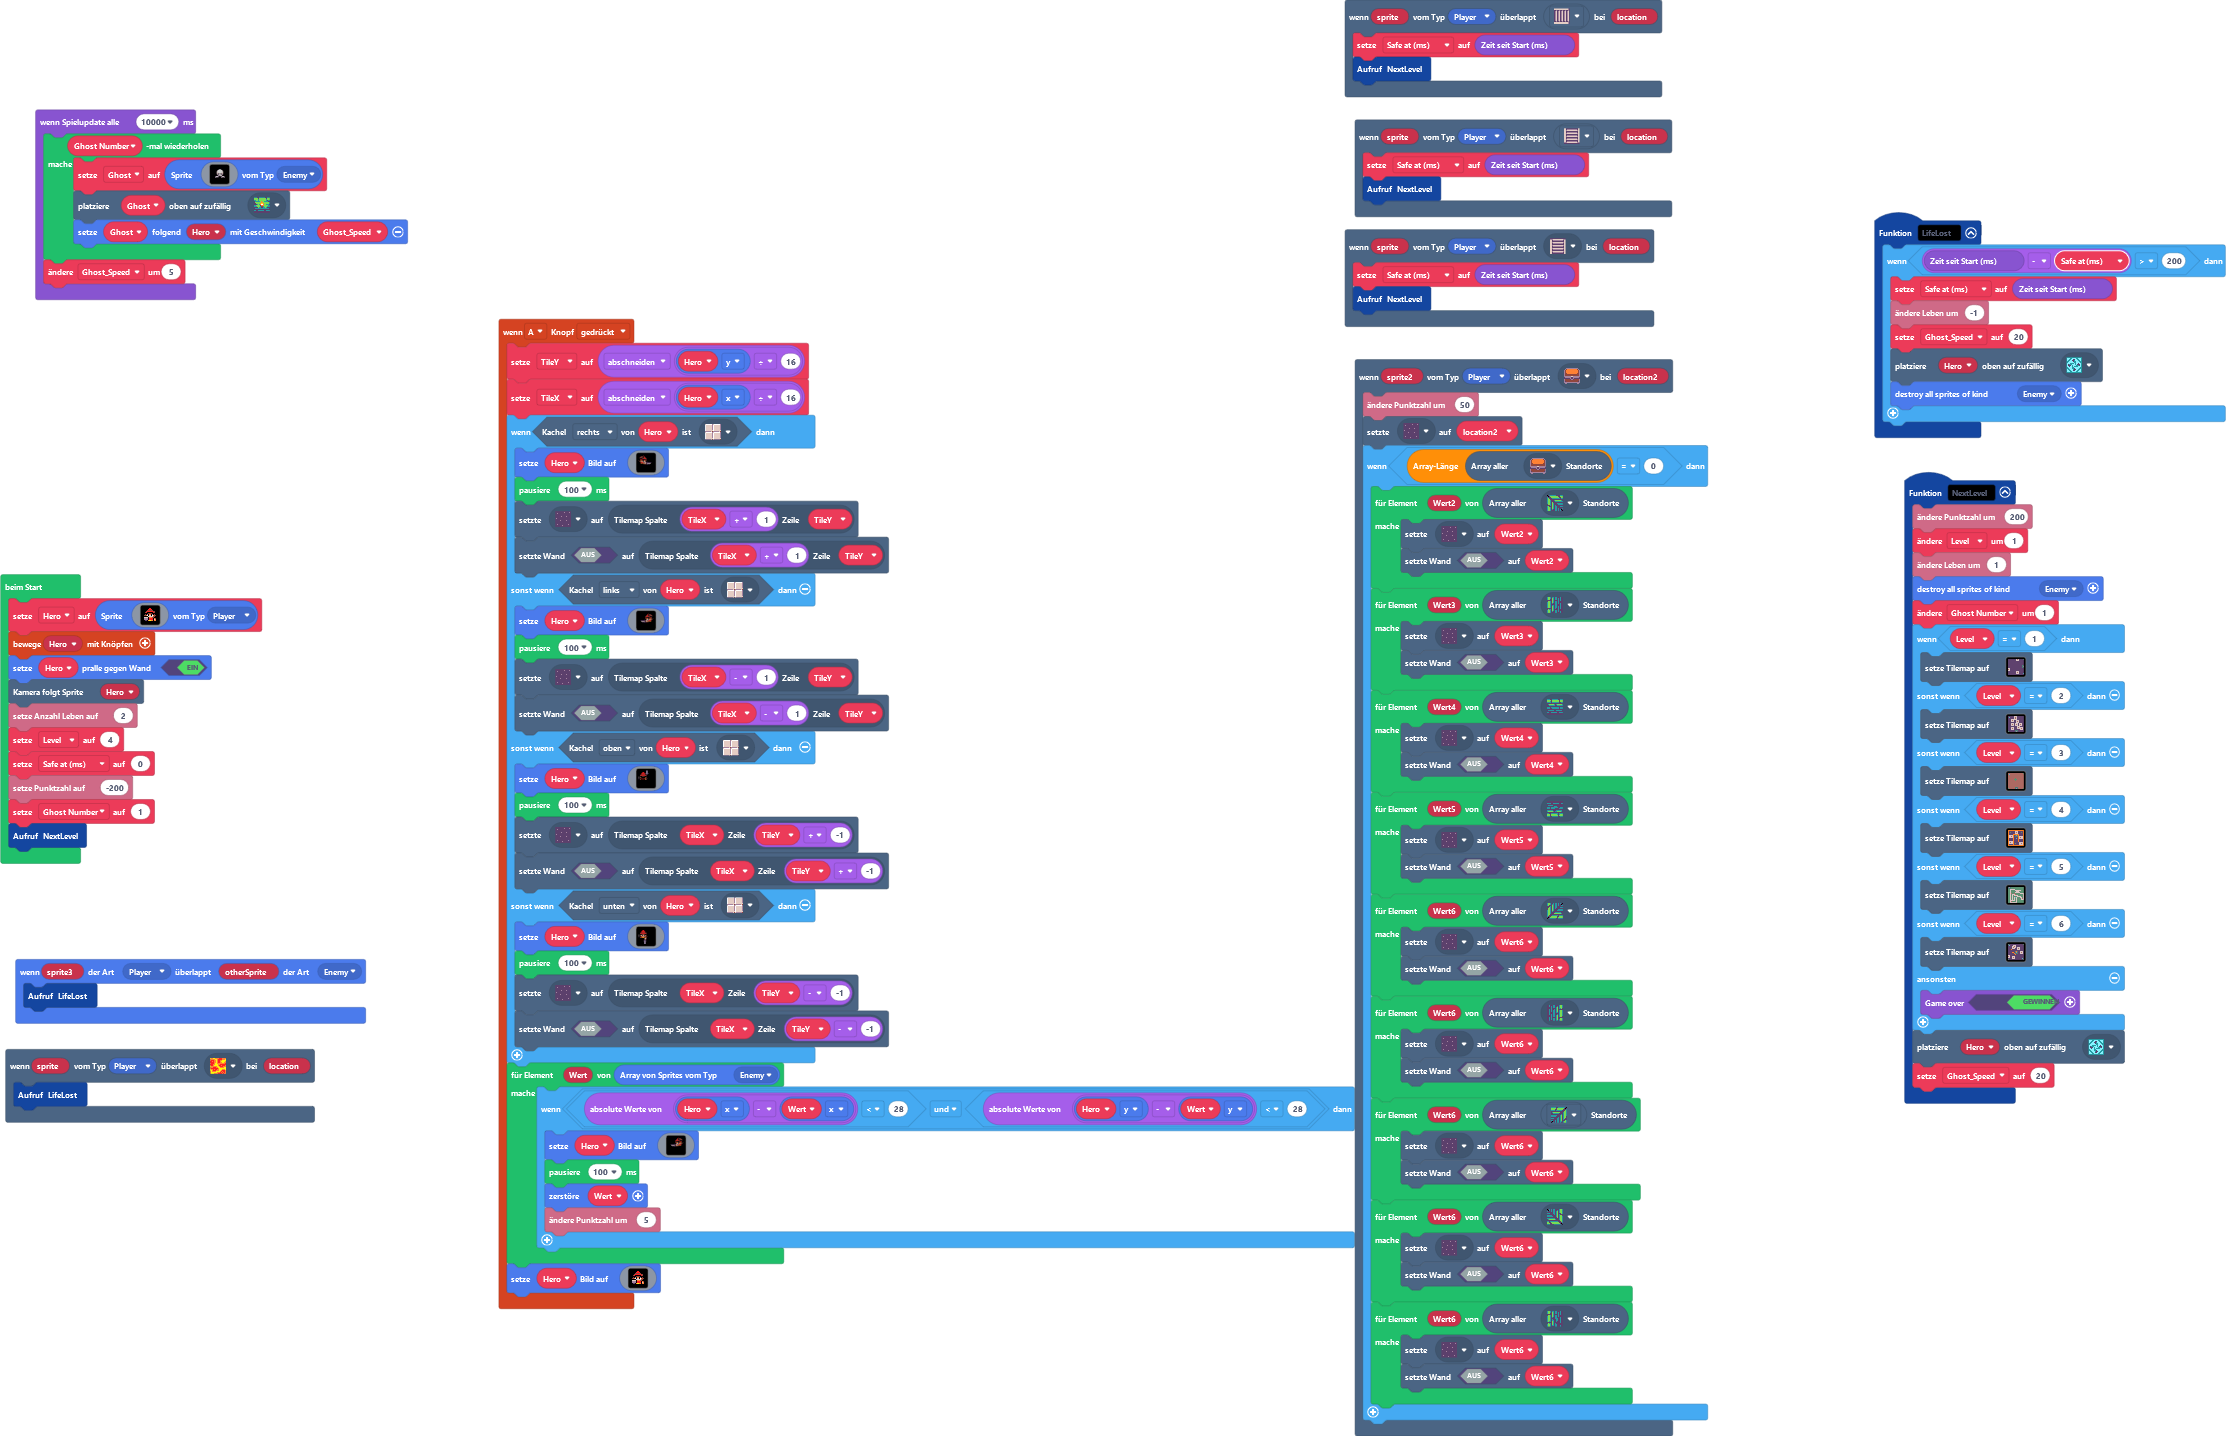 wenn Spielupdate alle 10000 ms
Ghost Number -mal wiederholen
mache
setze Ghost auf Sprite vom Typ Enemy
platziere Ghost oben auf zufällig
setze Ghost folgend Hero mit Geschwindigkeit Ghost_Speed
ändere Ghost_Speed um 5
beim Start
setze Hero auf Sprite vom Typ Player
bewege Hero mit Knöpfen
setze Hero pralle gegen Wand EIN
Kamera folgt Sprite Hero
setze Anzahl Leben auf 2
setze Level auf 4
setze Safe at (ms) auf 0
setze Punktzahl auf -200
setze Ghost Number auf 1
Aufruf NextLevel
wenn sprite3 der Art Player überlappt otherSprite der Art Enemy
Aufruf LifeLost
wenn sprite vom Typ Player überlappt bei location
Aufruf LifeLost
wenn A Knopf gedrückt
setze TileY auf abschneiden Hero y ÷ 16
setze TileX auf abschneiden Hero x ÷ 16
wenn Kachel rechts von Hero ist dann
setze Hero Bild auf
pausiere 100 ms
setzte auf Tilemap Spalte TileX + 1 Zeile TileY
setzte Wand AUS auf Tilemap Spalte TileX + 1 Zeile TileY
sonst wenn Kachel links von Hero ist dann
setze Hero Bild auf
pausiere 100 ms
setzte auf Tilemap Spalte TileX - 1 Zeile TileY
setzte Wand AUS auf Tilemap Spalte TileX - 1 Zeile TileY
sonst wenn Kachel oben von Hero ist dann
setze Hero Bild auf
pausiere 100 ms
setzte auf Tilemap Spalte TileX Zeile TileY + -1
setzte Wand AUS auf Tilemap Spalte TileX Zeile TileY + -1
sonst wenn Kachel unten von Hero ist dann
setze Hero Bild auf
pausiere 100 ms
setzte auf Tilemap Spalte TileX Zeile TileY - -1
setzte Wand AUS auf Tilemap Spalte TileX Zeile TileY - -1
für Element Wert von Array von Sprites vom Typ Enemy
mache
wenn absolute Werte von Hero x - Wert x < 28 und absolute Werte von Hero y - Wert y < 28 dann
setze Hero Bild auf
pausiere 100 ms
zerstöre Wert
ändere Punktzahl um 5
setze Hero Bild auf
wenn sprite vom Typ Player überlappt bei location
setze Safe at (ms) auf Zeit seit Start (ms)
Aufruf NextLevel
wenn sprite vom Typ Player überlappt bei location
setze Safe at (ms) auf Zeit seit Start (ms)
Aufruf NextLevel
wenn sprite vom Typ Player überlappt bei location
setze Safe at (ms) auf Zeit seit Start (ms)
Aufruf NextLevel
wenn sprite2 vom Typ Player überlappt bei location2
ändere Punktzahl um 50
setzte auf location2
wenn Array-Länge Array aller Standorte = 0 dann
für Element Wert2 von Array aller Standorte
mache
setzte auf Wert2
setzte Wand AUS auf Wert2
für Element Wert3 von Array aller Standorte
mache
setzte auf Wert3
setzte Wand AUS auf Wert3
für Element Wert4 von Array aller Standorte
mache
setzte auf Wert4
setzte Wand AUS auf Wert4
für Element Wert5 von Array aller Standorte
mache
setzte auf Wert5
setzte Wand AUS auf Wert5
für Element Wert6 von Array aller Standorte
mache
setzte auf Wert6
setzte Wand AUS auf Wert6
für Element Wert6 von Array aller Standorte
mache
setzte auf Wert6
setzte Wand AUS auf Wert6
für Element Wert6 von Array aller Standorte
mache
setzte auf Wert6
setzte Wand AUS auf Wert6
für Element Wert6 von Array aller Standorte
mache
setzte auf Wert6
setzte Wand AUS auf Wert6
für Element Wert6 von Array aller Standorte
mache
setzte auf Wert6
setzte Wand AUS auf Wert6
Funktion LifeLost
wenn Zeit seit Start (ms) - Safe at (ms) > 200 dann
setze Safe at (ms) auf Zeit seit Start (ms)
ändere Leben um -1
setze Ghost_Speed auf 20
platziere Hero oben auf zufällig
destroy all sprites of kind Enemy
Funktion NextLevel
ändere Punktzahl um 200
ändere Level um 1
ändere Leben um 1
destroy all sprites of kind Enemy
ändere Ghost Number um 1
wenn Level = 1 dann
setze Tilemap auf
sonst wenn Level = 2 dann
setze Tilemap auf
sonst wenn Level = 3 dann
setze Tilemap auf
sonst wenn Level = 4 dann
setze Tilemap auf
sonst wenn Level = 5 dann
setze Tilemap auf
sonst wenn Level = 6 dann
setze Tilemap auf
ansonsten
Game over GEWINNE
platziere Hero oben auf zufällig
setze Ghost_Speed auf 20